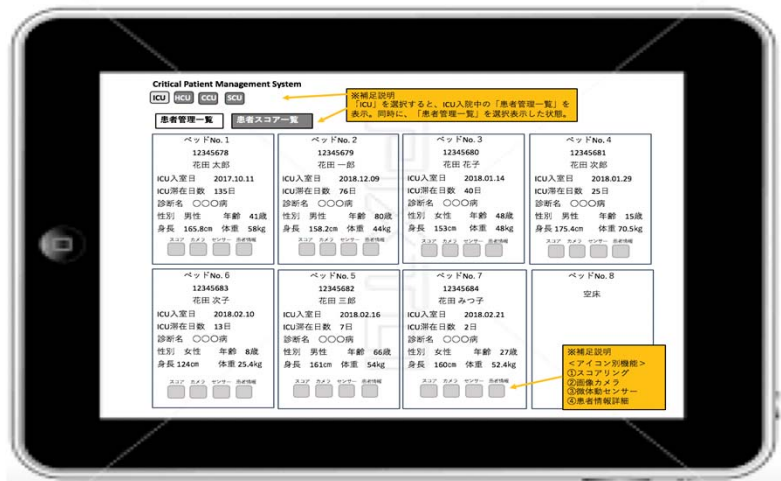 Critical Patient Management System
ICU HCU CCU SCU
※補足説明
「ICU」を選択すると、ICU入院中の「患者管理一覧」を
表示。同時に、「患者管理一覧」を選択表示した状態。
患者管理一覧 患者スコア一覧
ベッドNo. 1
12345678
花田 太郎
ICU入室日 2017.10.11
ICU滞在日数 135日
診断名 〇〇〇病
性別 男性 年齢 41歳
身長 165.8cm 体重 58kg
スコア カメラ センサー 患者情報
ベッドNo. 2
12345679
花田 一郎
ICU入室日 2018.12.09
ICU滞在日数 76日
診断名 〇〇〇病
性別 男性 年齢 80歳
身長 158.2cm 体重 44kg
スコア カメラ センサー 患者情報
ベッドNo. 3
12345680
花田 花子
ICU入室日 2018.01.14
ICU滞在日数 40日
診断名 〇〇〇病
性別 女性 年齢 48歳
身長 153cm 体重 48kg
スコア カメラ センサー 患者情報
ベッドNo. 4
12345681
花田 次郎
ICU入室日 2018.01.29
ICU滞在日数 25日
診断名 〇〇〇病
性別 男性 年齢 15歳
身長 175.4cm 体重 70.5kg
スコア カメラ センサー 患者情報
ベッドNo. 6
12345683
花田 次子
ICU入室日 2018.02.10
ICU滞在日数 13日
診断名 〇〇〇病
性別 女性 年齢 8歳
身長 124cm 体重 25.4kg
スコア カメラ センサー 患者情報
ベッドNo. 5
12345682
花田 三郎
ICU入室日 2018.02.16
ICU滞在日数 7日
診断名 〇〇〇病
性別 男性 年齢 66歳
身長 161cm 体重 54kg
スコア カメラ センサー 患者情報
ベッドNo. 7
12345684
花田 みつ子
ICU入室日 2018.02.21
ICU滞在日数 2日
診断名 〇〇〇病
性別 女性 年齢 27歳
身長 160cm 体重 52.4kg
スコア カメラ センサー 患者情報
ベッドNo. 8
空床
※補足説明
＜アイコン別機能＞
①スコアリング
②画像カメラ
③微体動センサー
④患者情報詳細